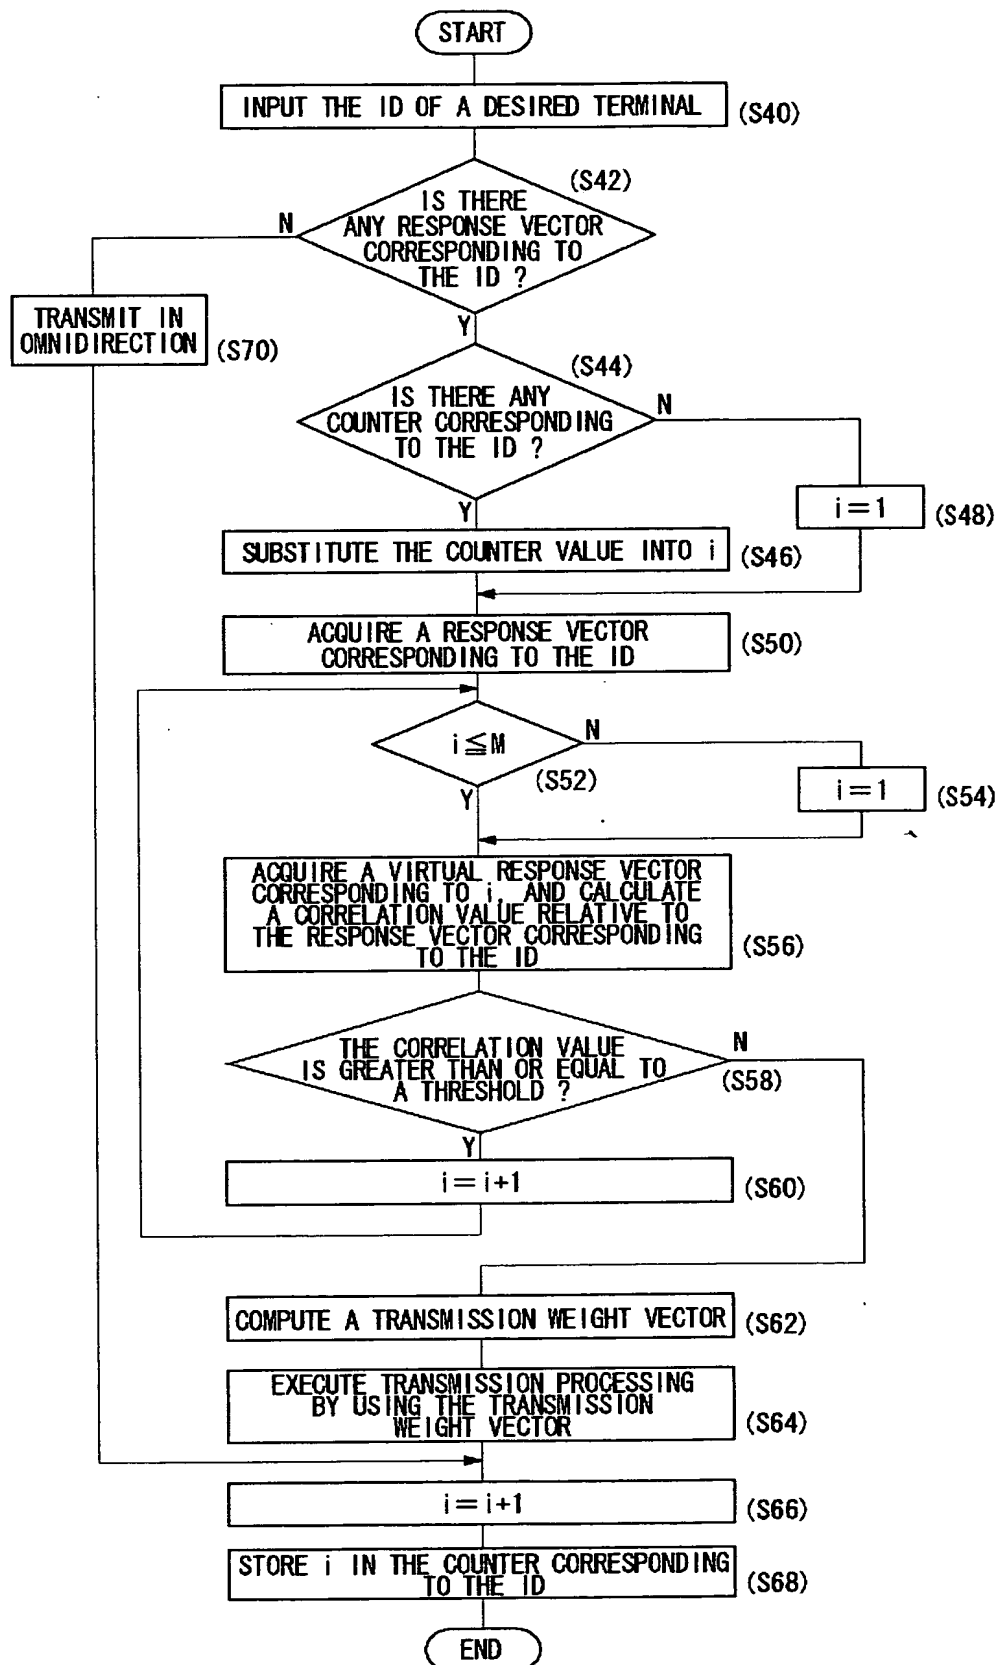 START
INPUT THE ID OF A DESIRED TERMINAL
(S40)
(S42)
IS THERE
ANY RESPONSE VECTOR
CORRESPONDING TO
THE ID ?
N
Y
TRANSMIT IN
OMNIDIRECTION
(S70)
(S44)
IS THERE ANY
COUNTER CORRESPONDING
TO THE ID ?
N
Y
i=1
(S48)
SUBSTITUTE THE COUNTER VALUE INTO i
(S46)
ACQUIRE A RESPONSE VECTOR
CORRESPONDING TO THE ID
(S50)
i≦M
N
(S52)
Y
i=1
(S54)
ACQUIRE A VIRTUAL RESPONSE VECTOR
CORRESPONDING TO i, AND CALCULATE
A CORRELATION VALUE RELATIVE TO
THE RESPONSE VECTOR CORRESPONDING
TO THE ID
(S56)
THE CORRELATION VALUE
IS GREATER THAN OR EQUAL TO
A THRESHOLD ?
N
(S58)
Y
i=i+1
(S60)
COMPUTE A TRANSMISSION WEIGHT VECTOR
(S62)
EXECUTE TRANSMISSION PROCESSING
BY USING THE TRANSMISSION
WEIGHT VECTOR
(S64)
i=i+1
(S66)
STORE i IN THE COUNTER CORRESPONDING
TO THE ID
(S68)
END